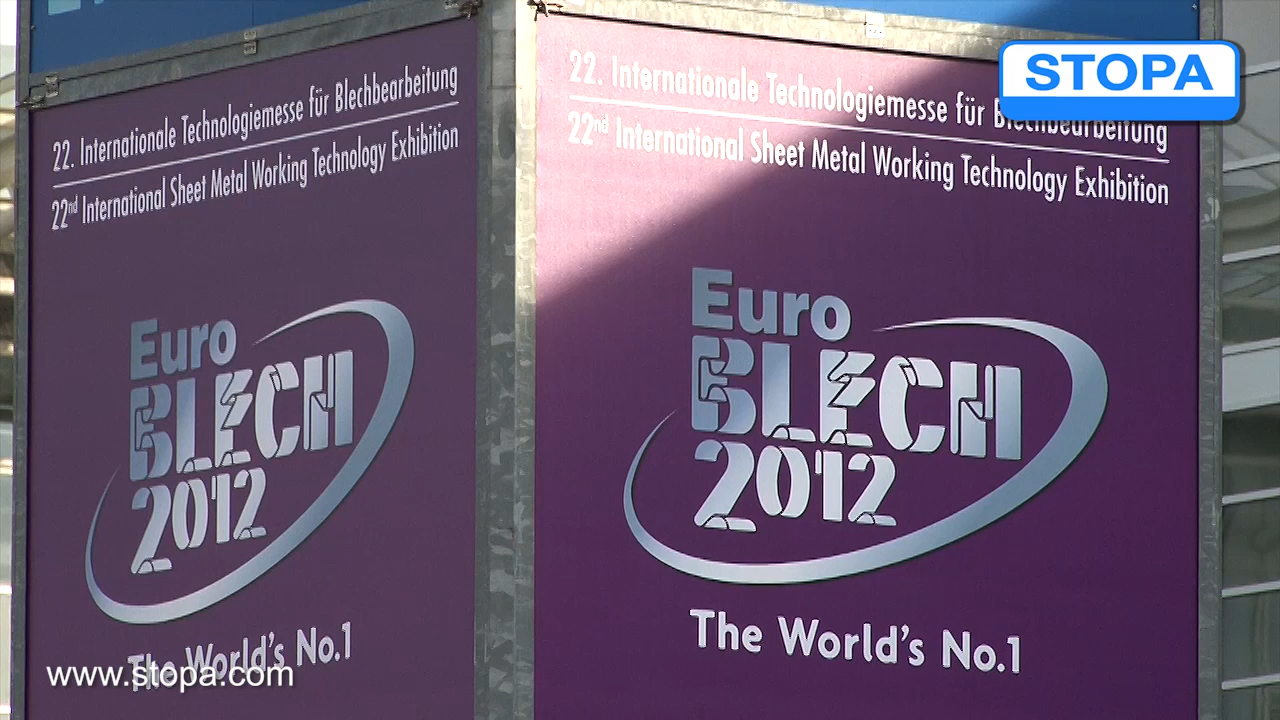 22. Internationale Technologiemesse für Blechbearbeitung
22nd International Sheet Metal Working Technology Exhibition
Euro
BLECH
2012
The World's No.1
22. Internationale Technologiemesse für Blechbearbeitung
22nd International Sheet Metal Working Technology Exhibition
Euro
BLECH
2012
The World's No.1
STOPA
www.stopa.com